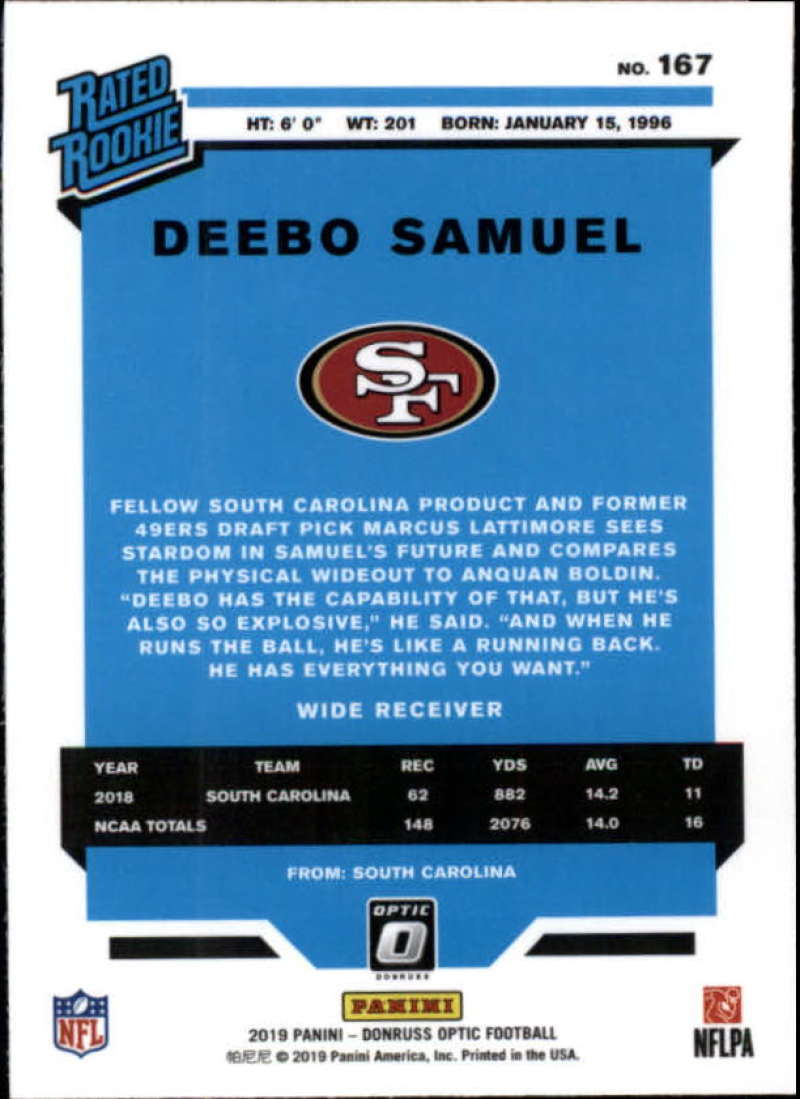 RATED
ROOKIE
NO. 167
HT: 6' 0" WT: 201 BORN: JANUARY 15, 1996
DEEBO SAMUEL
SF
FELLOW SOUTH CAROLINA PRODUCT AND FORMER
49ERS DRAFT PICK MARCUS LATTIMORE SEES
STARDOM IN SAMUEL'S FUTURE AND COMPARES
THE PHYSICAL WIDEOUT TO ANQUAN BOLDIN.
"DEEBO HAS THE CAPABILITY OF THAT, BUT HE'S
ALSO SO EXPLOSIVE," HE SAID. "AND WHEN HE
RUNS THE BALL, HE'S LIKE A RUNNING BACK.
HE HAS EVERYTHING YOU WANT."
WIDE RECEIVER
YEAR TEAM REC YDS AVG TD
2018 SOUTH CAROLINA 62 882 14.2 11
NCAA TOTALS 148 2076 14.0 16
FROM: SOUTH CAROLINA
OPTIC
O
DONRUSS
PANINI
NFL
2019 PANINI – DONRUSS OPTIC FOOTBALL
帕尼尼 © 2019 Panini America, Inc. Printed in the USA.
NFLPA